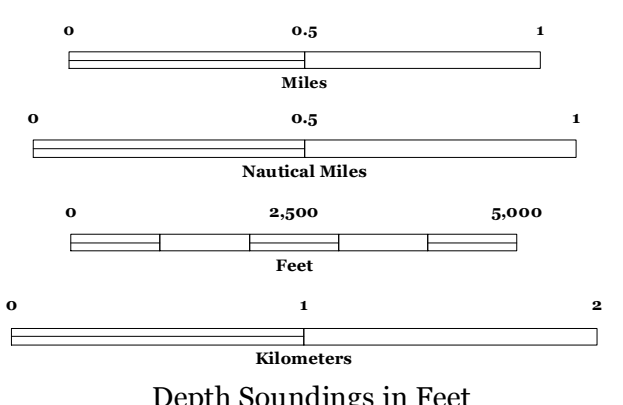 0 0.5 1
Miles
0 0.5 1
Nautical Miles
0 2,500 5,000
Feet
0 1 2
Kilometers
Depth Soundings in Feet